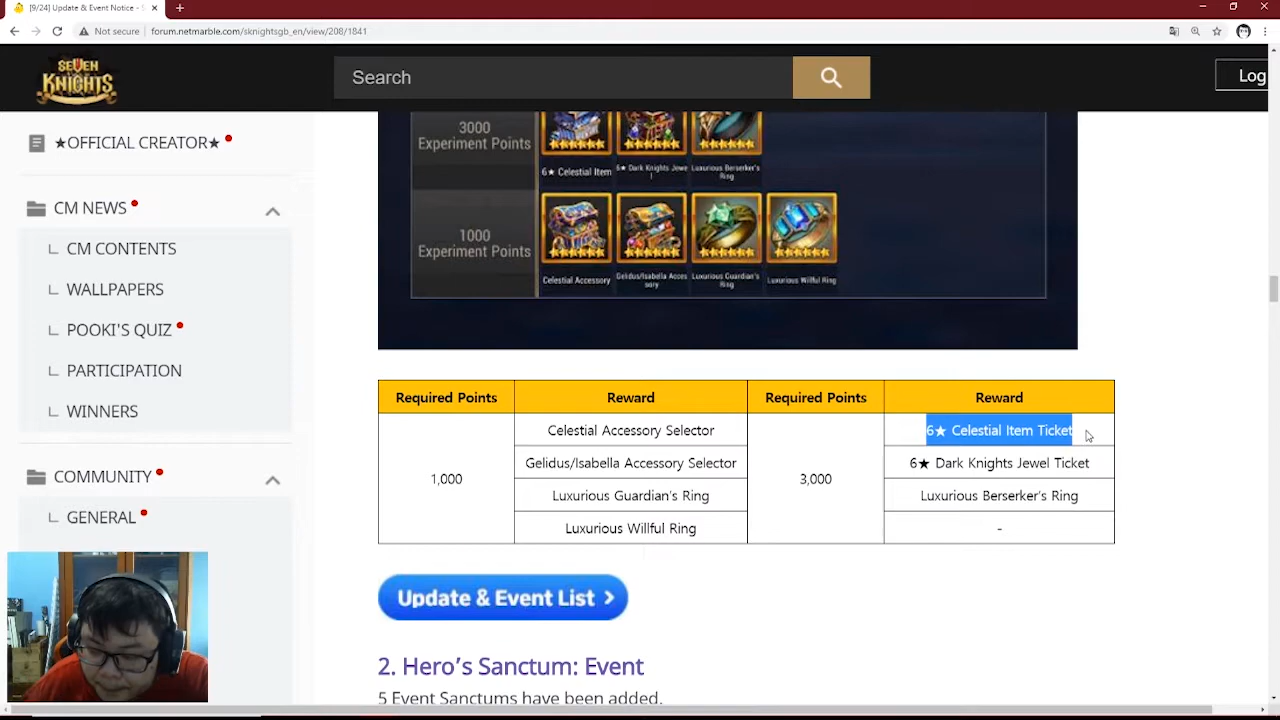 [9/24] Update & Event Notice - S
Not secure | forum.netmarble.com/sknightsgb_en/view/208/1841
SEVEN
KNIGHTS
Search
Log
★OFFICIAL CREATOR★
CM NEWS
CM CONTENTS
WALLPAPERS
POOKI'S QUIZ
PARTICIPATION
WINNERS
COMMUNITY
GENERAL
3000
Experiment Points
6★ Celestial Item
6★ Dark Knights Jewe
l
Luxurious Berserker's
Ring
1000
Experiment Points
Celestial Accessory
Gelidus/Isabella Acces
sory
Luxurious Guardian's
Ring
Luxurious Willful Ring
Required Points Reward Required Points Reward
1,000
Celestial Accessory Selector
Gelidus/Isabella Accessory Selector
Luxurious Guardian's Ring
Luxurious Willful Ring
3,000
6★ Celestial Item Ticket
6★ Dark Knights Jewel Ticket
Luxurious Berserker's Ring
-
Update & Event List >
2. Hero's Sanctum: Event
5 Event Sanctums have been added.